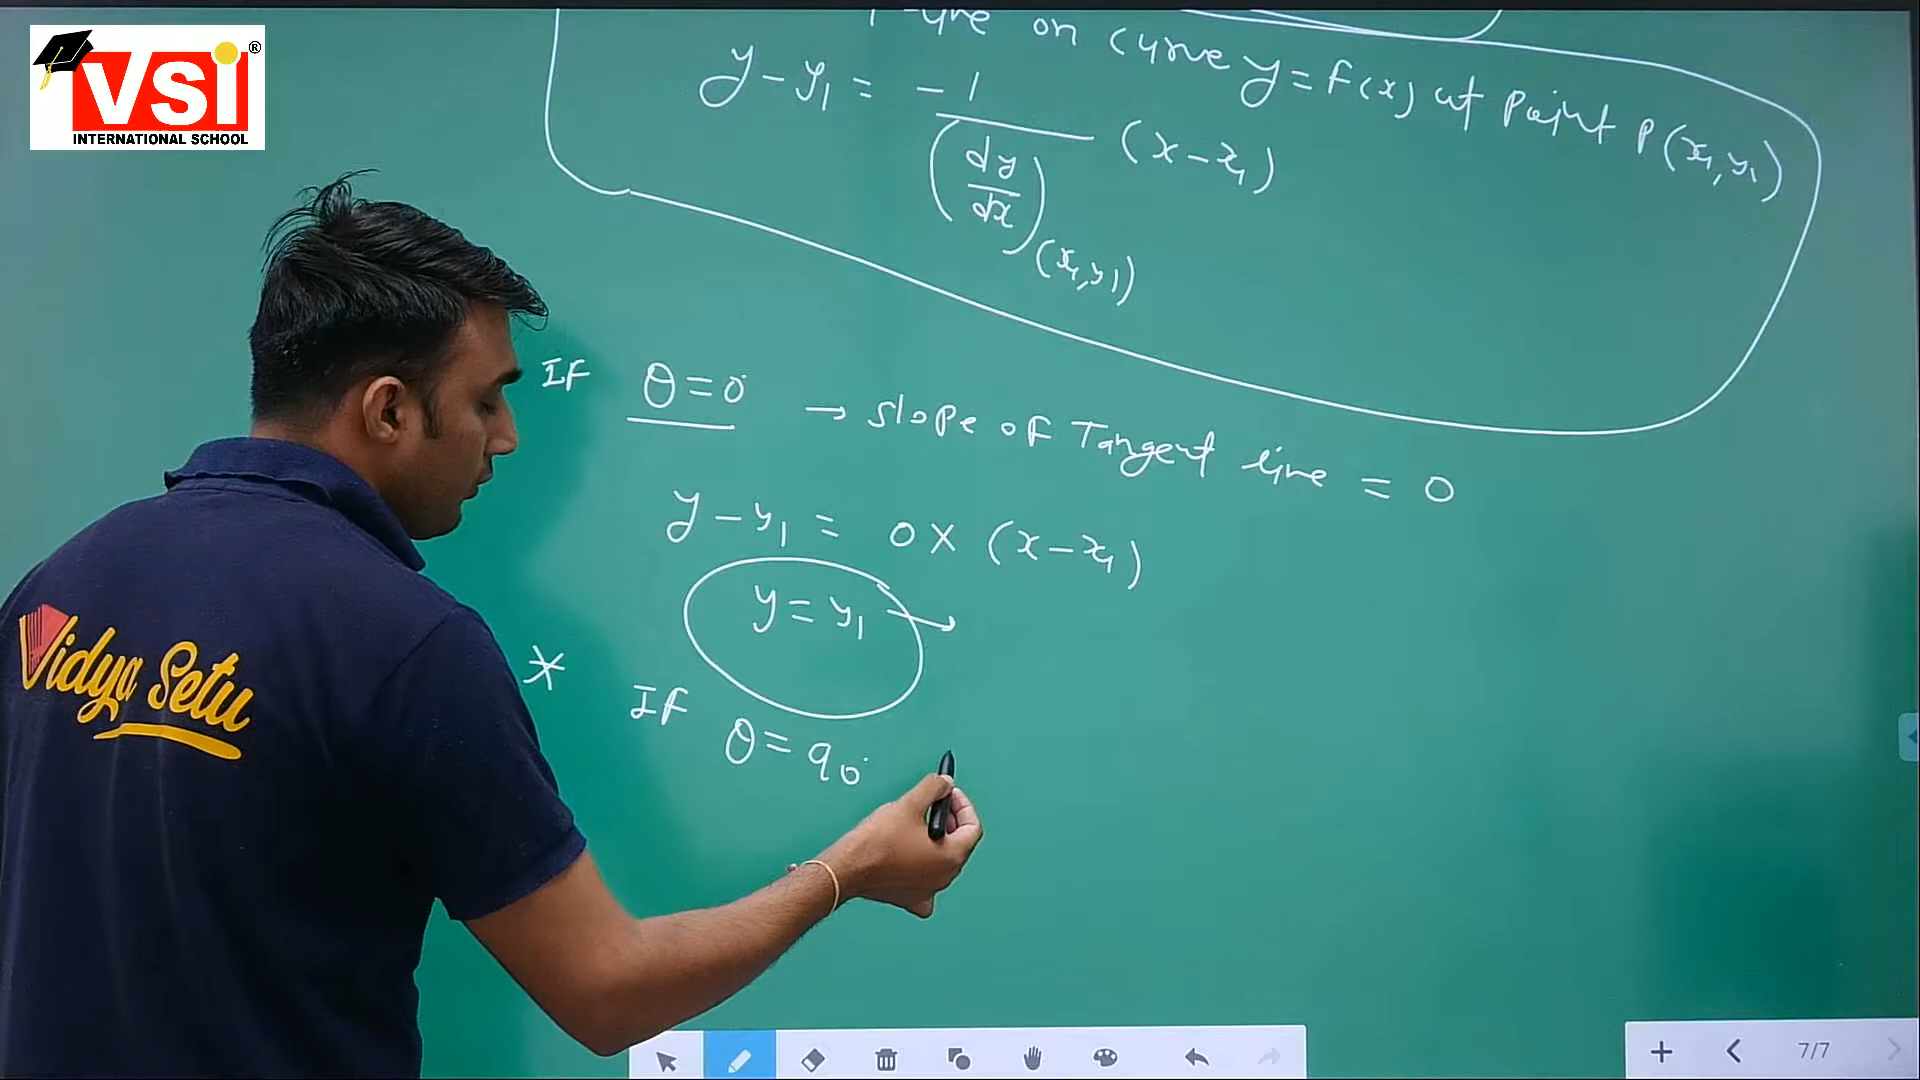 VSI ®
INTERNATIONAL SCHOOL
on curve y = f(x) at point P(x₁, y₁)
y - y₁ = -1 / (dy/dx)(x₁, y₁) (x - x₁)
If θ = 0° → slope of Tangent line = 0
y - y₁ = 0 × (x - x₁)
y = y₁ →
* If θ = 90°
Vidya Setu
7/7